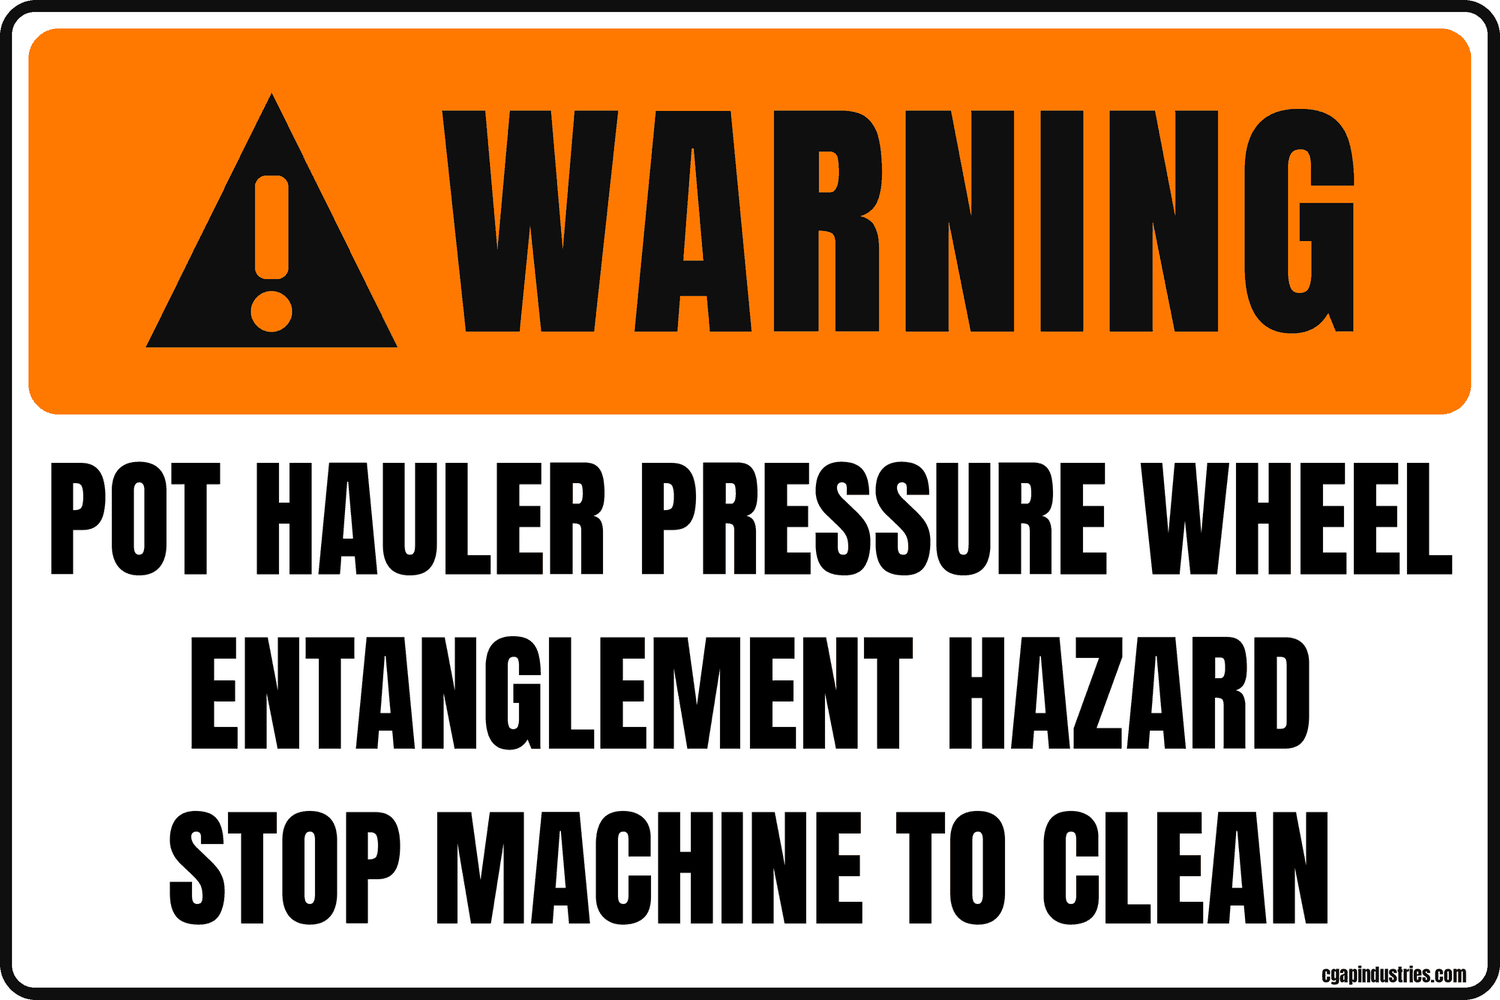 WARNING
POT HAULER PRESSURE WHEEL
ENTANGLEMENT HAZARD
STOP MACHINE TO CLEAN
cgapindustries.com